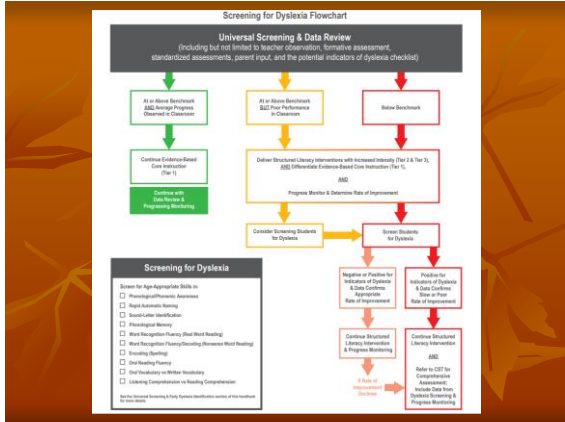 Screening for Dyslexia Flowchart
Universal Screening & Data Review
(Including but not limited to teacher observation, formative assessment,
standardized assessments, parent input, and the potential indicators of dyslexia checklist)
At or Above Benchmark
AND Average Progress
Observed in Classroom
At or Above Benchmark
BUT Poor Performance
in Classroom
Below Benchmark
Continue Evidence-Based
Core Instruction
(Tier 1)
Deliver Structured Literacy Interventions with Increased Intensity (Tier 2 & Tier 3),
AND Differentiate Evidence-Based Core Instruction (Tier 1),
AND
Progress Monitor & Determine Rate of Improvement
Continue with
Data Review &
Progressing Monitoring
Consider Screening Students
for Dyslexia
Screen Students
for Dyslexia
Negative or Positive for
Indicators of Dyslexia
& Data Confirms
Appropriate
Rate of Improvement
Positive for
Indicators of Dyslexia
& Data Confirms
Slow or Poor
Rate of Improvement
Continue Structured
Literacy Intervention
& Progress Monitoring
Continue Structured
Literacy Intervention
AND
Refer to CST for
Comprehensive
Assessment;
Include Data from
Dyslexia Screening &
Progress Monitoring
If Rate of
Improvement
Declines
Screening for Dyslexia
Screen for Age-Appropriate Skills in
Phonological/Phonemic Awareness
Rapid Automatic Naming
Sound-Letter Identification
Phonological Memory
Word Recognition Fluency (Real Word Reading)
Word Recognition Fluency/Decoding (Nonsense Word Reading)
Encoding (Spelling)
Oral Reading Fluency
Oral Vocabulary vs Written Vocabulary
Listening Comprehension vs Reading Comprehension
See the Universal Screening & Early Dyslexia Identification section of this handbook
for more details.